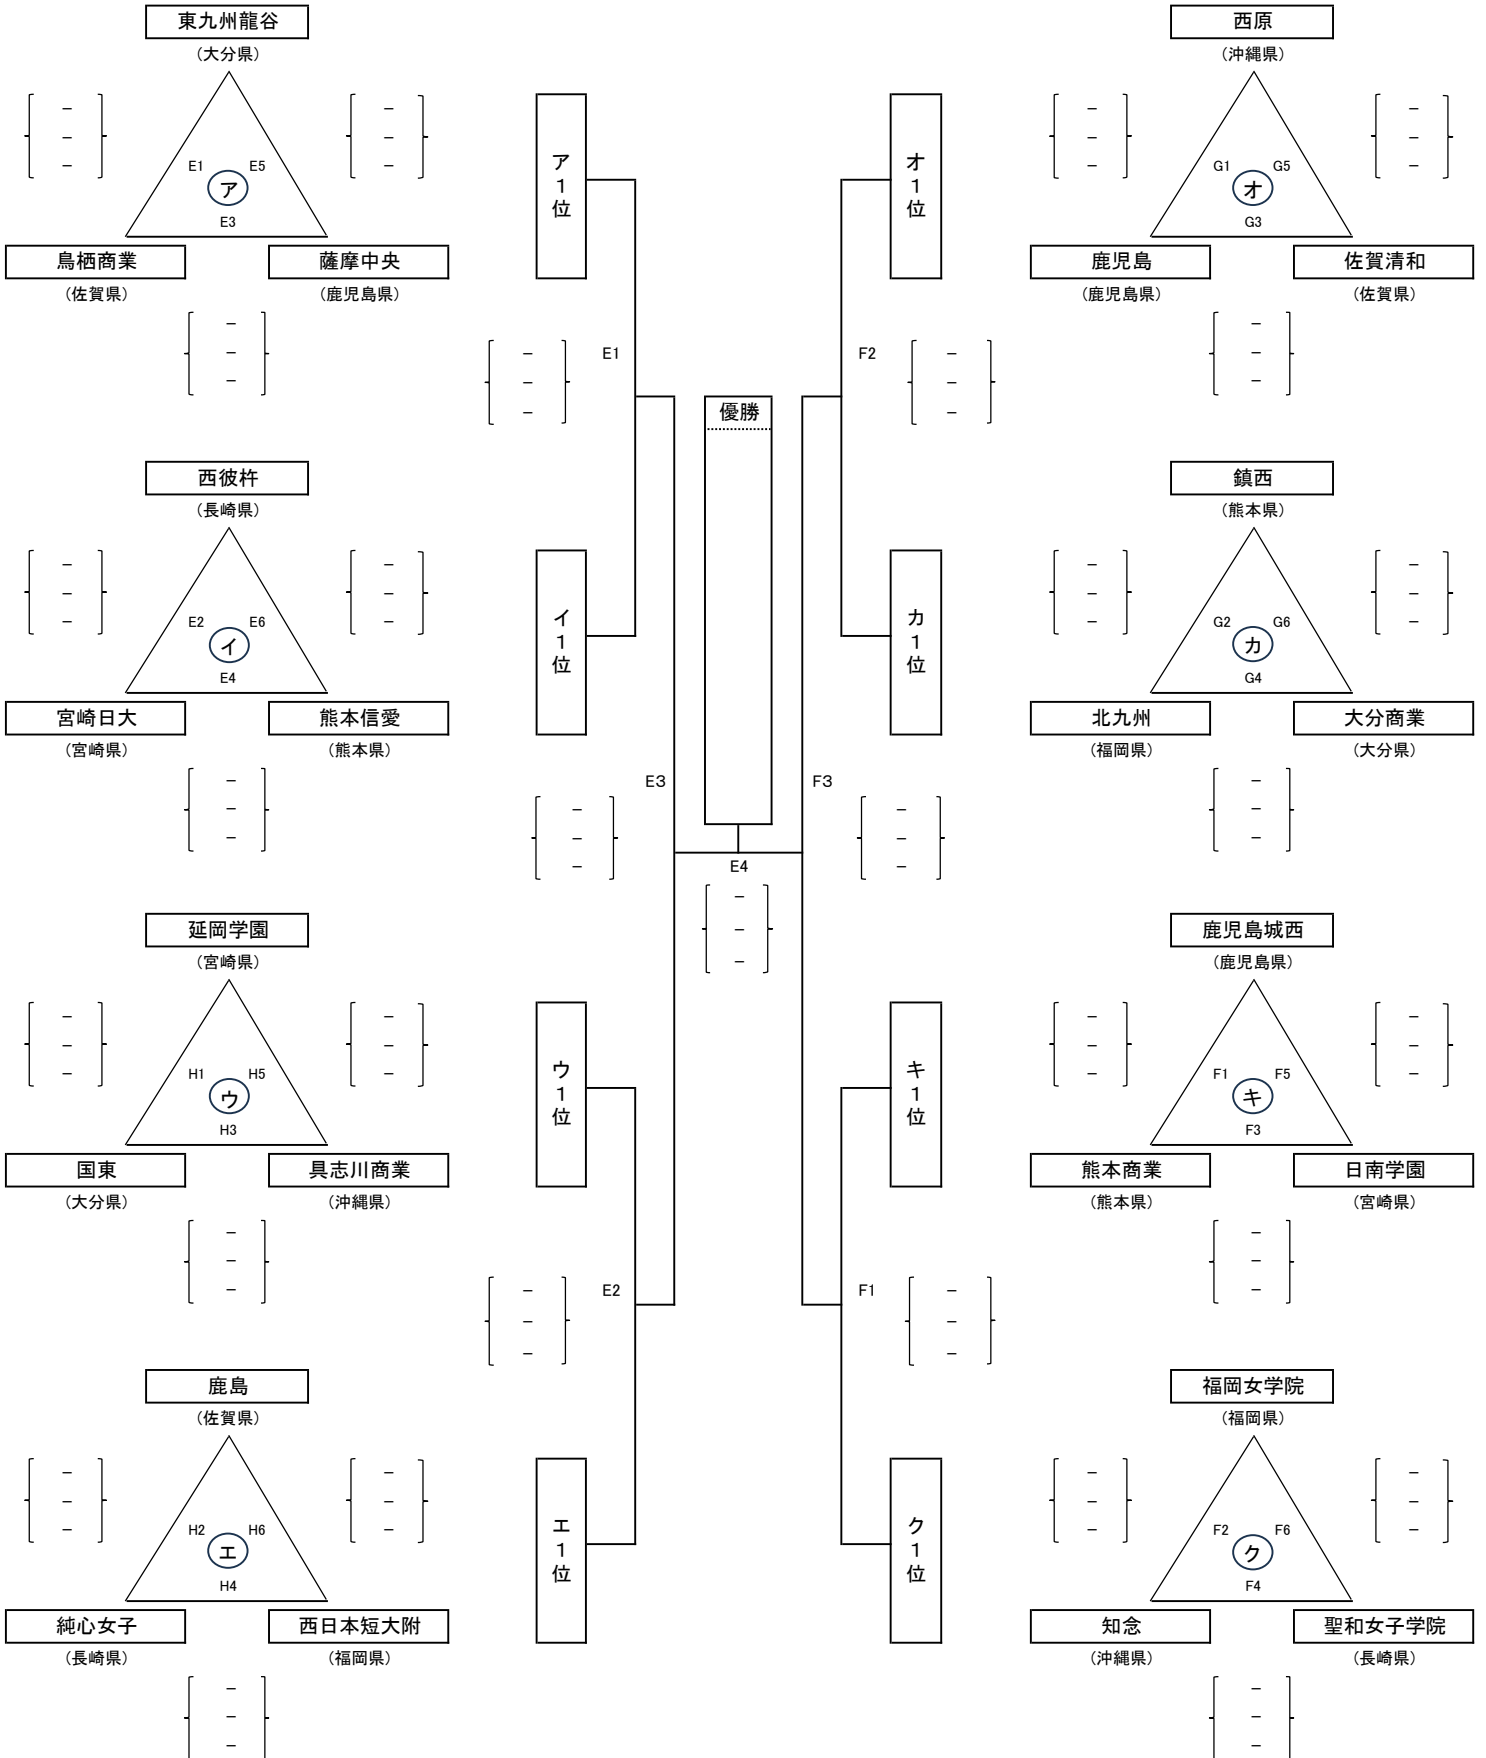 東九州龍谷
(大分県)
－
－
－
－
－
－
E1 E5
ア
E3
鳥栖商業
薩摩中央
(佐賀県)
(鹿児島県)
－
－
－
西彼杵
(長崎県)
－
－
－
－
－
－
E2 E6
イ
E4
宮崎日大
熊本信愛
(宮崎県)
(熊本県)
－
－
－
延岡学園
(宮崎県)
－
－
－
－
－
－
H1 H5
ウ
H3
国東
具志川商業
(大分県)
(沖縄県)
－
－
－
鹿島
(佐賀県)
－
－
－
－
－
－
H2 H6
エ
H4
純心女子
西日本短大附
(長崎県)
(福岡県)
－
－
－
ア1位
E1
－
－
－
イ1位
E3
－
－
－
ウ1位
E2
－
－
－
エ1位
優勝
E4
－
－
－
オ1位
F2
－
－
－
カ1位
F3
－
－
－
キ1位
F1
－
－
－
ク1位
西原
(沖縄県)
－
－
－
－
－
－
G1 G5
オ
G3
鹿児島
佐賀清和
(鹿児島県)
(佐賀県)
－
－
－
鎮西
(熊本県)
－
－
－
－
－
－
G2 G6
カ
G4
北九州
大分商業
(福岡県)
(大分県)
－
－
－
鹿児島城西
(鹿児島県)
－
－
－
－
－
－
F1 F5
キ
F3
熊本商業
日南学園
(熊本県)
(宮崎県)
－
－
－
福岡女学院
(福岡県)
－
－
－
－
－
－
F2 F6
ク
F4
知念
聖和女子学院
(沖縄県)
(長崎県)
－
－
－